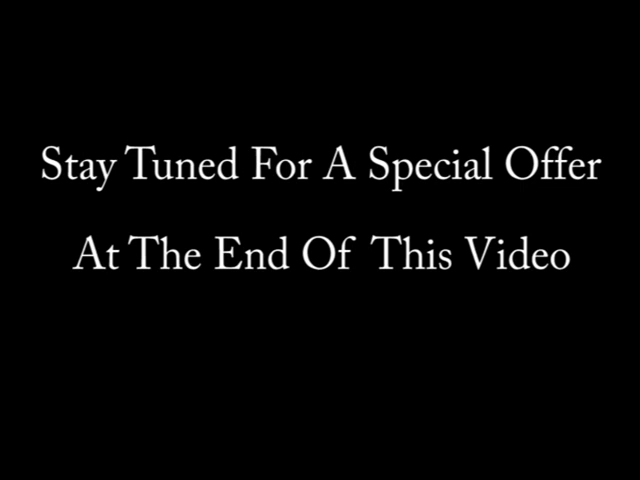 Stay Tuned For A Special Offer
At The End Of This Video